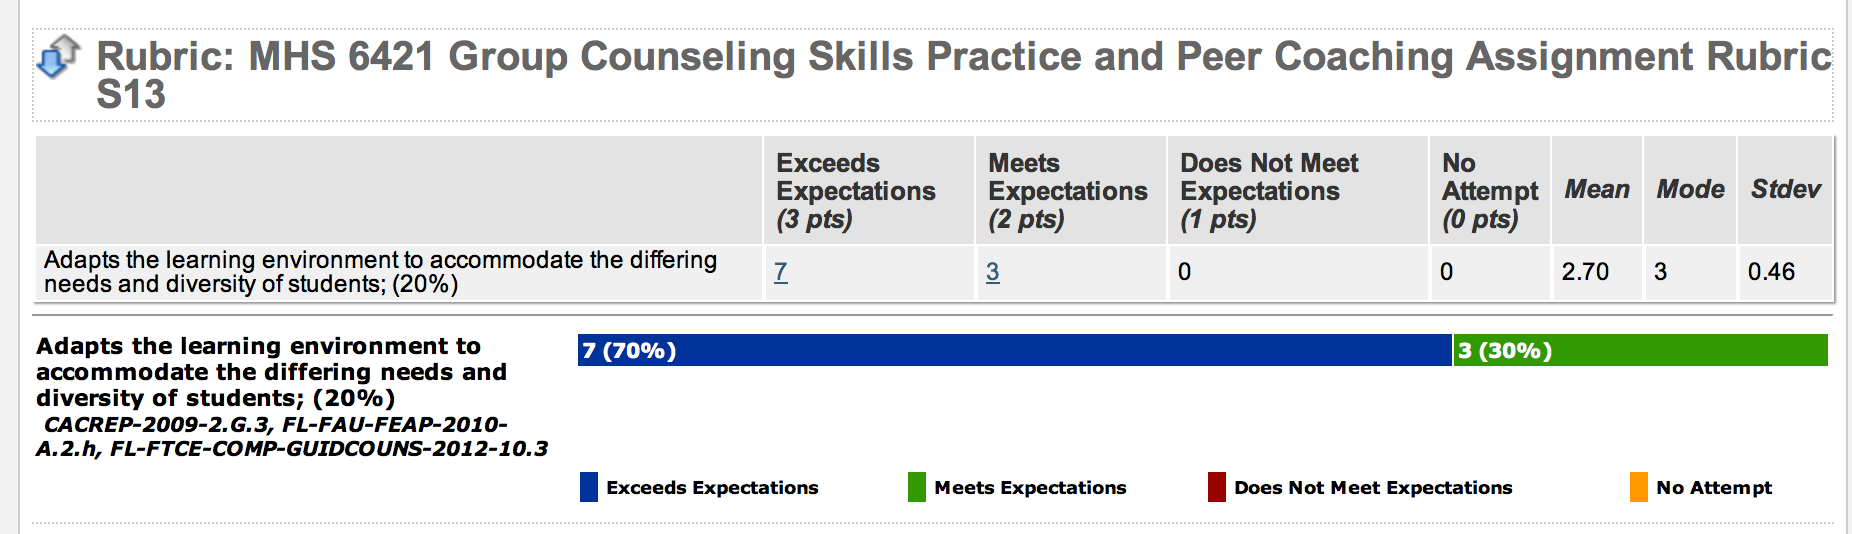 Rubric: MHS 6421 Group Counseling Skills Practice and Peer Coaching Assignment Rubric
S13
Exceeds Expectations (3 pts)
Meets Expectations (2 pts)
Does Not Meet Expectations (1 pts)
No Attempt (0 pts)
Mean
Mode
Stdev
Adapts the learning environment to accommodate the differing
needs and diversity of students; (20%)
7
3
0
0
2.70
3
0.46
Adapts the learning environment to
accommodate the differing needs and
diversity of students; (20%)
CACREP-2009-2.G.3, FL-FAU-FEAP-2010-
A.2.h, FL-FTCE-COMP-GUIDCOUNS-2012-10.3
7 (70%)
3 (30%)
Exceeds Expectations
Meets Expectations
Does Not Meet Expectations
No Attempt